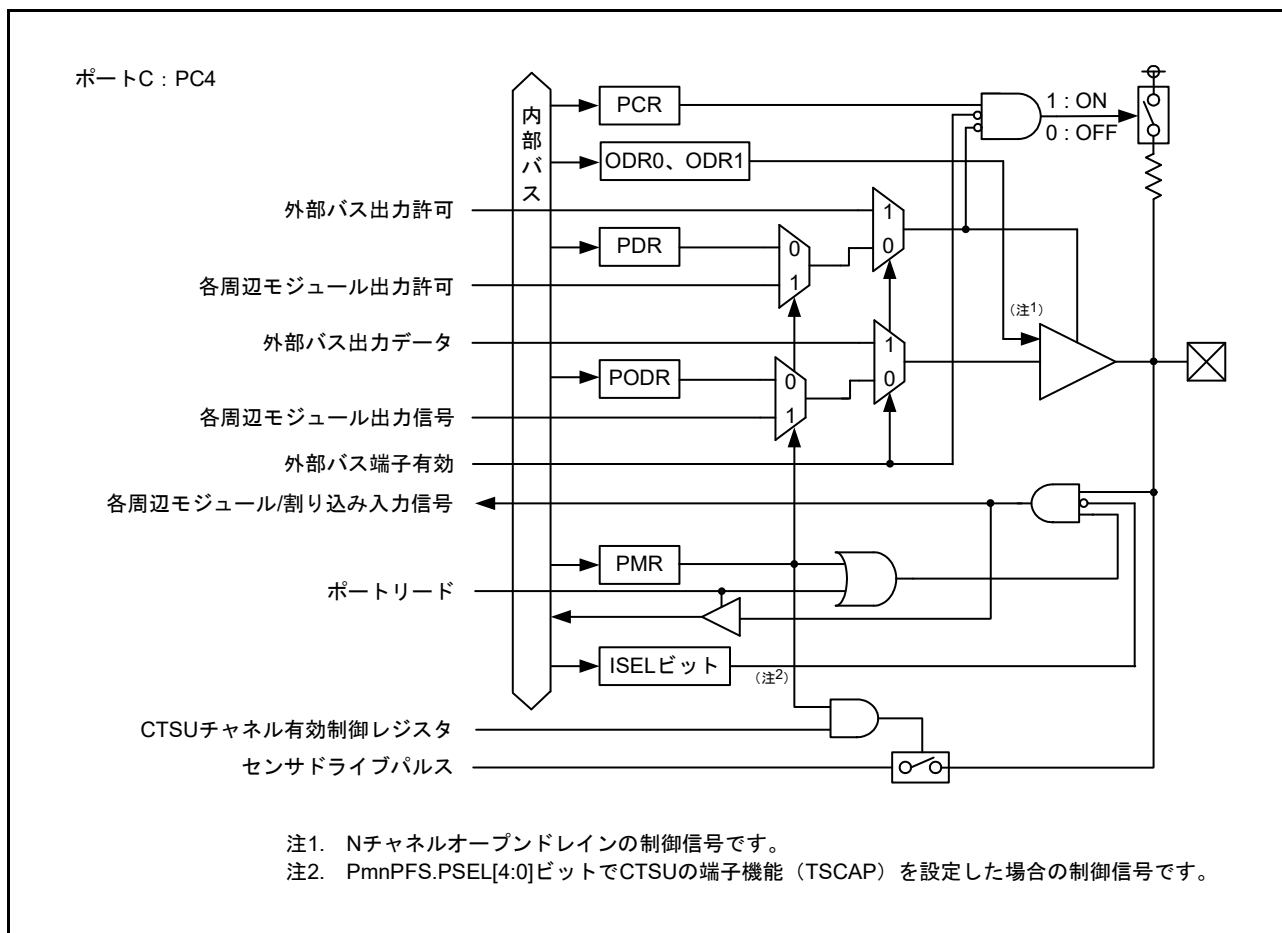 ポートC：PC4
内部バス
PCR
1 : ON
0 : OFF
ODR0、ODR1
外部バス出力許可
1
0
PDR
0
1
各周辺モジュール出力許可
（注1）
外部バス出力データ
1
0
PODR
0
1
各周辺モジュール出力信号
外部バス端子有効
各周辺モジュール/割り込み入力信号
PMR
ポートリード
ISELビット
（注2）
CTSUチャネル有効制御レジスタ
センサドライブパルス
注1. Nチャネルオープンドレインの制御信号です。
注2. PmnPFS.PSEL[4:0]ビットでCTSUの端子機能（TSCAP）を設定した場合の制御信号です。